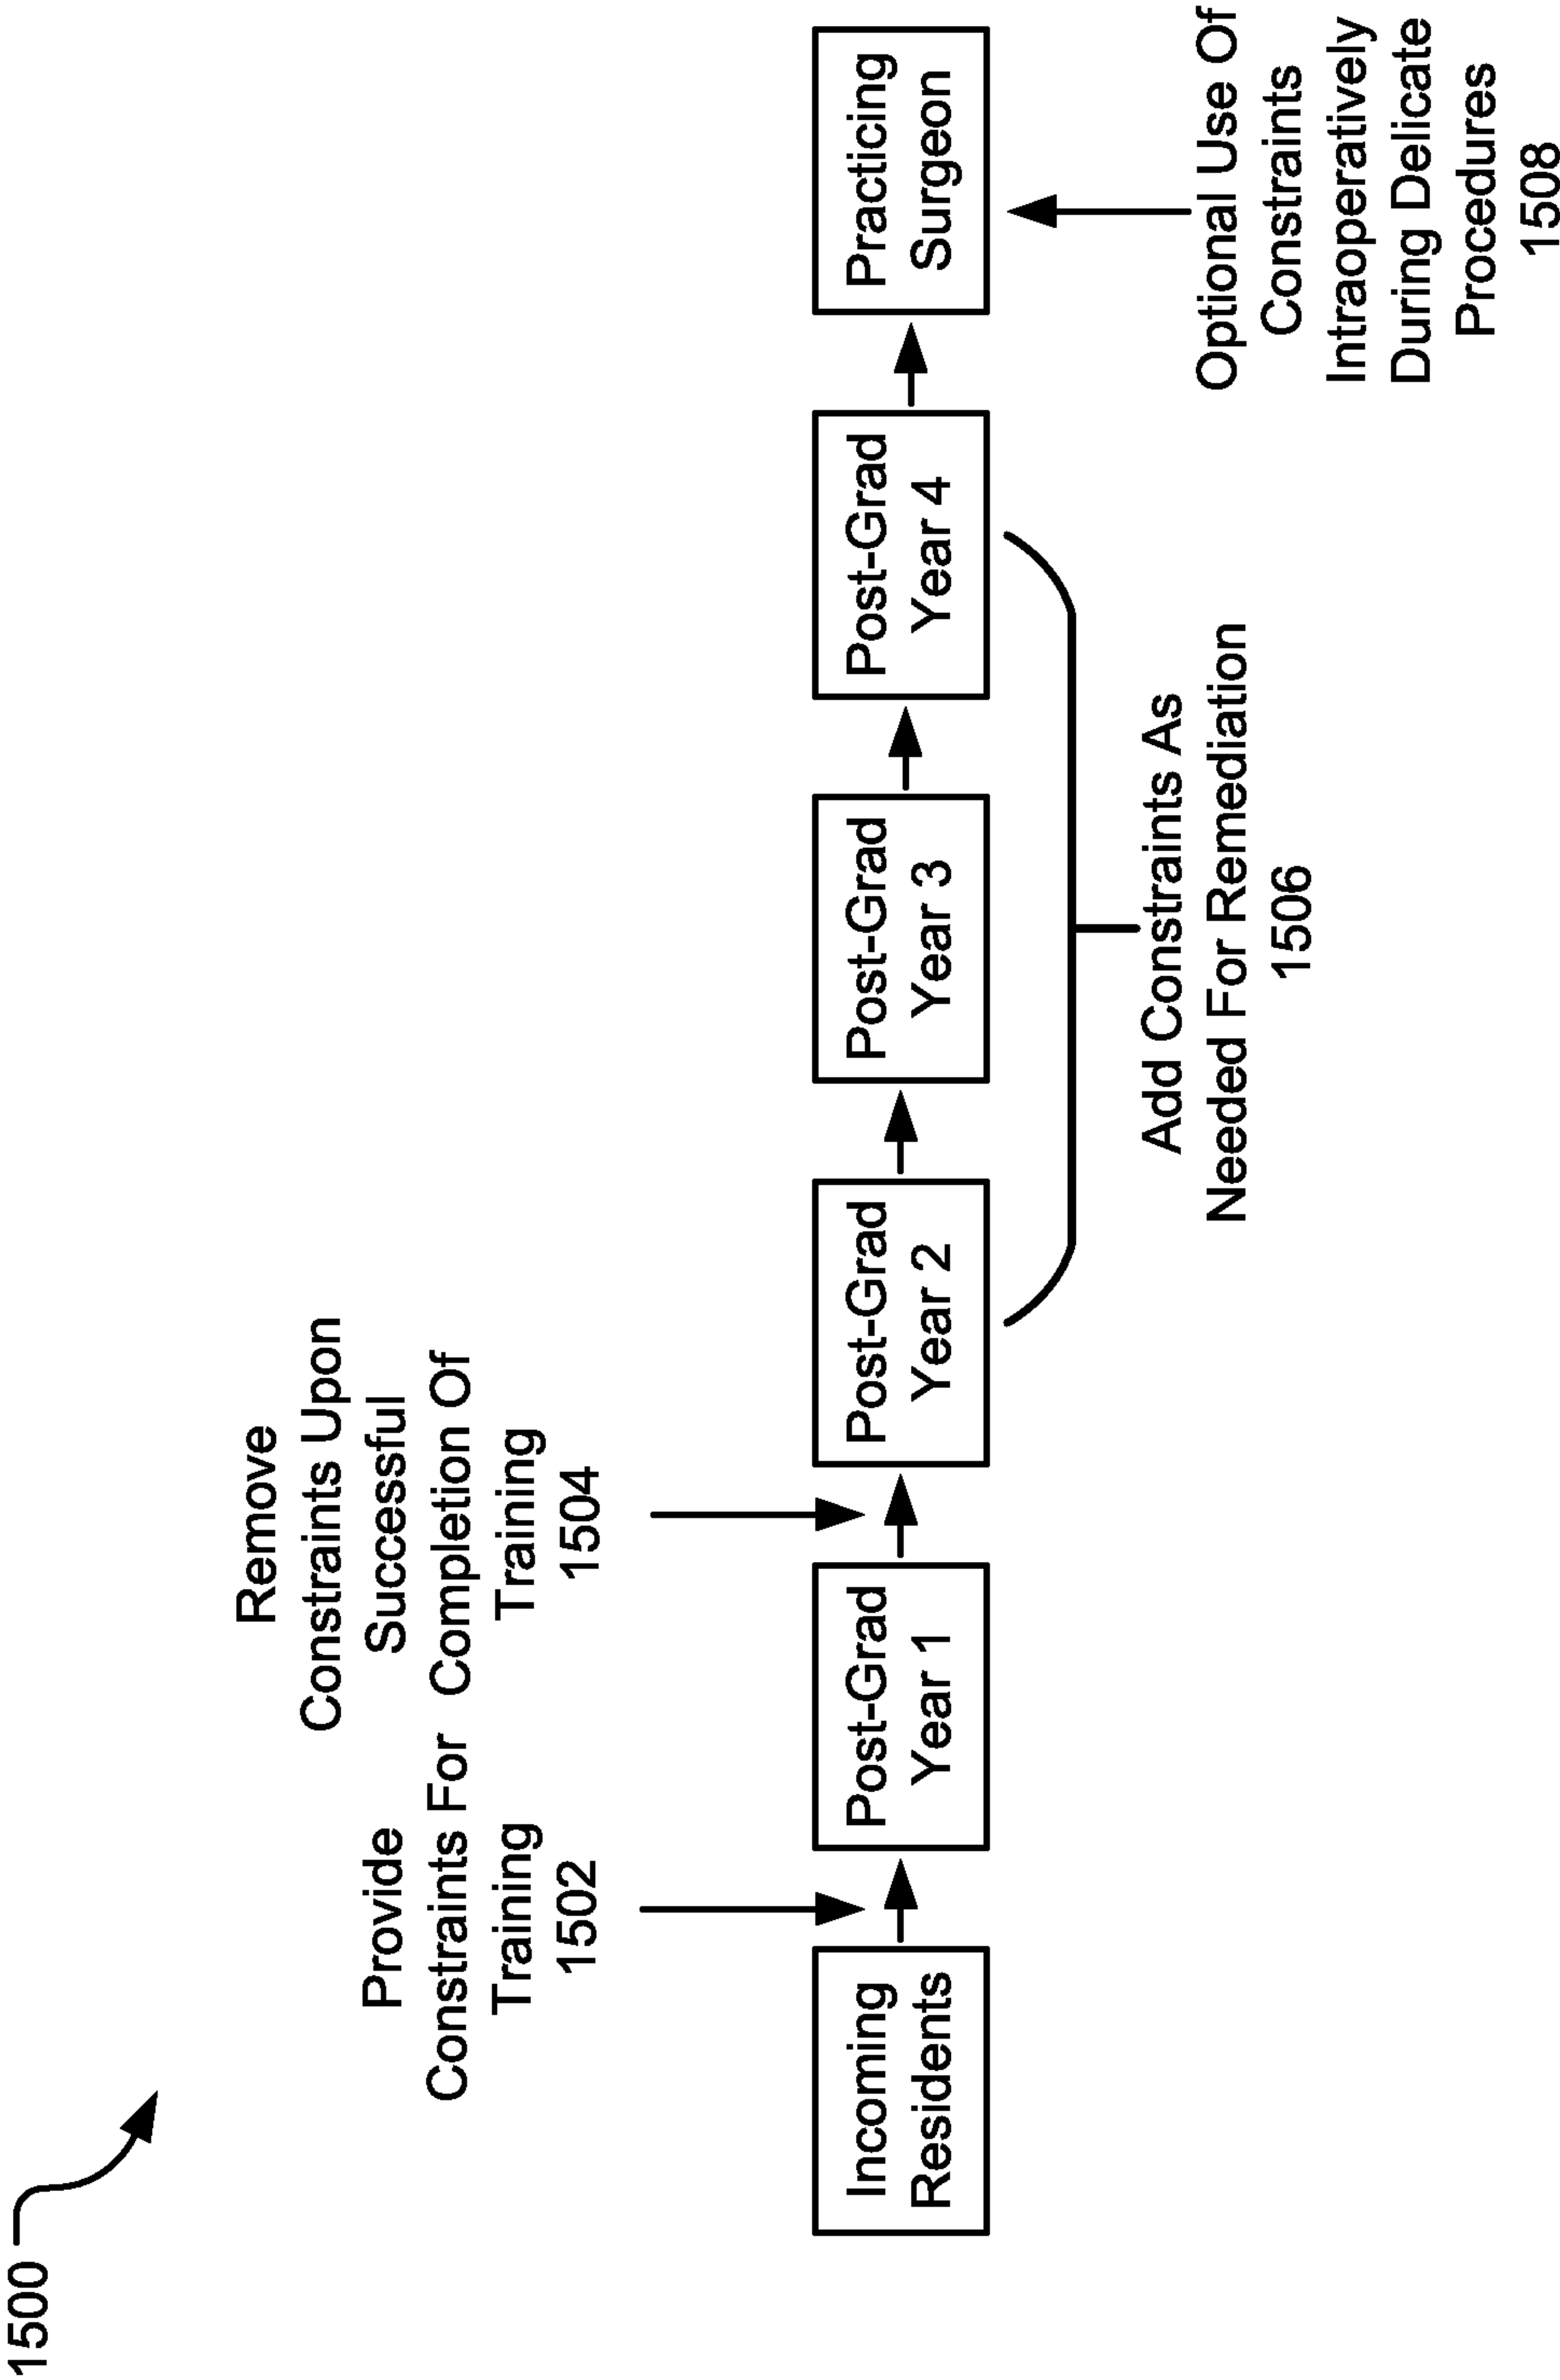 1500
Provide
Constraints For
Training
1502
Remove
Constraints Upon
Successful
Completion Of
Training
1504
Incoming
Residents
Post-Grad
Year 1
Post-Grad
Year 2
Post-Grad
Year 3
Post-Grad
Year 4
Practicing
Surgeon
Add Constraints As
Needed For Remediation
1506
Optional Use Of
Constraints
Intraoperatively
During Delicate
Procedures
1508